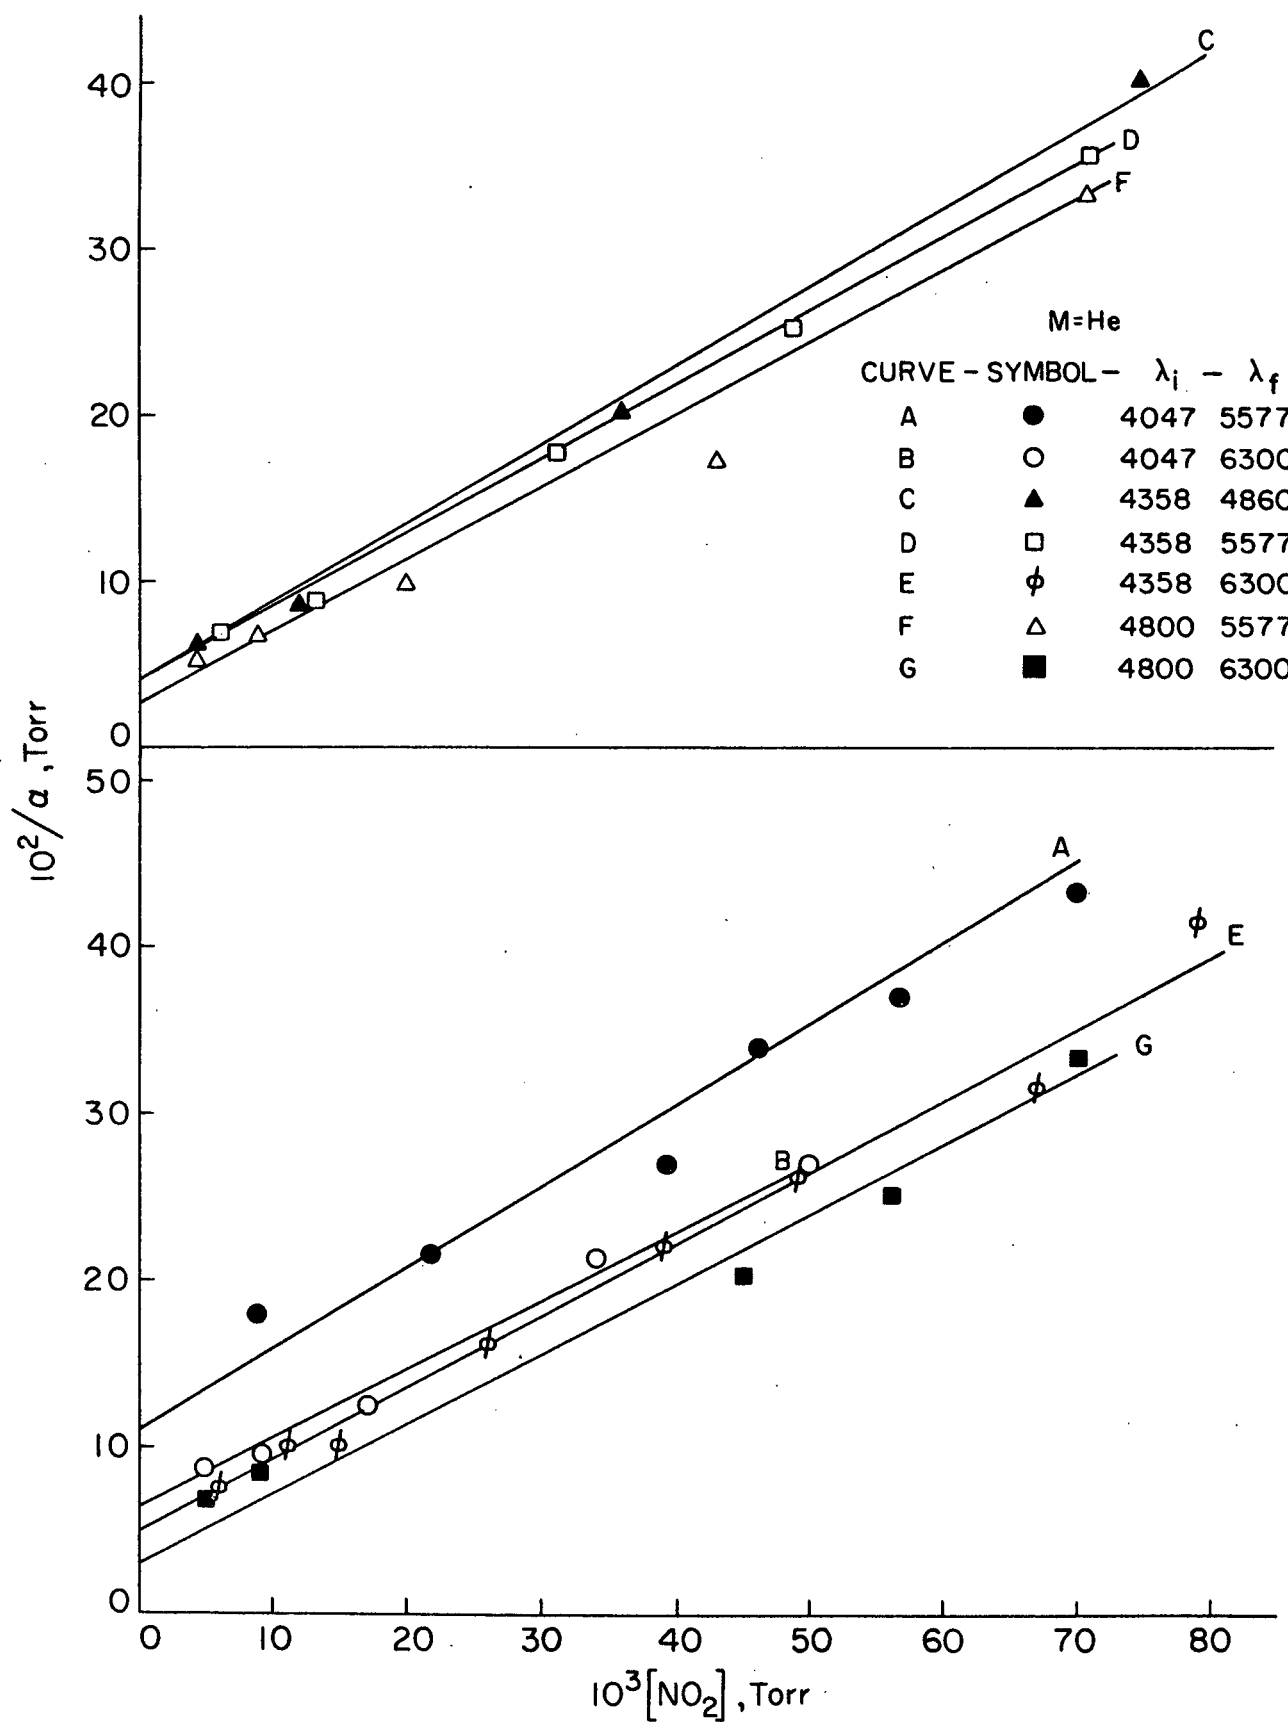 C
40
D
F
30
M=He
CURVE – SYMBOL – λi – λf
A 4047 5577
20
B 4047 6300
C 4358 4860
D 4358 5577
10
E ϕ 4358 6300
F 4800 5577
G 4800 6300
0
10²/α, Torr
50
A
40
E
G
30
B
20
10
0
0 10 20 30 40 50 60 70 80
10³[NO₂], Torr